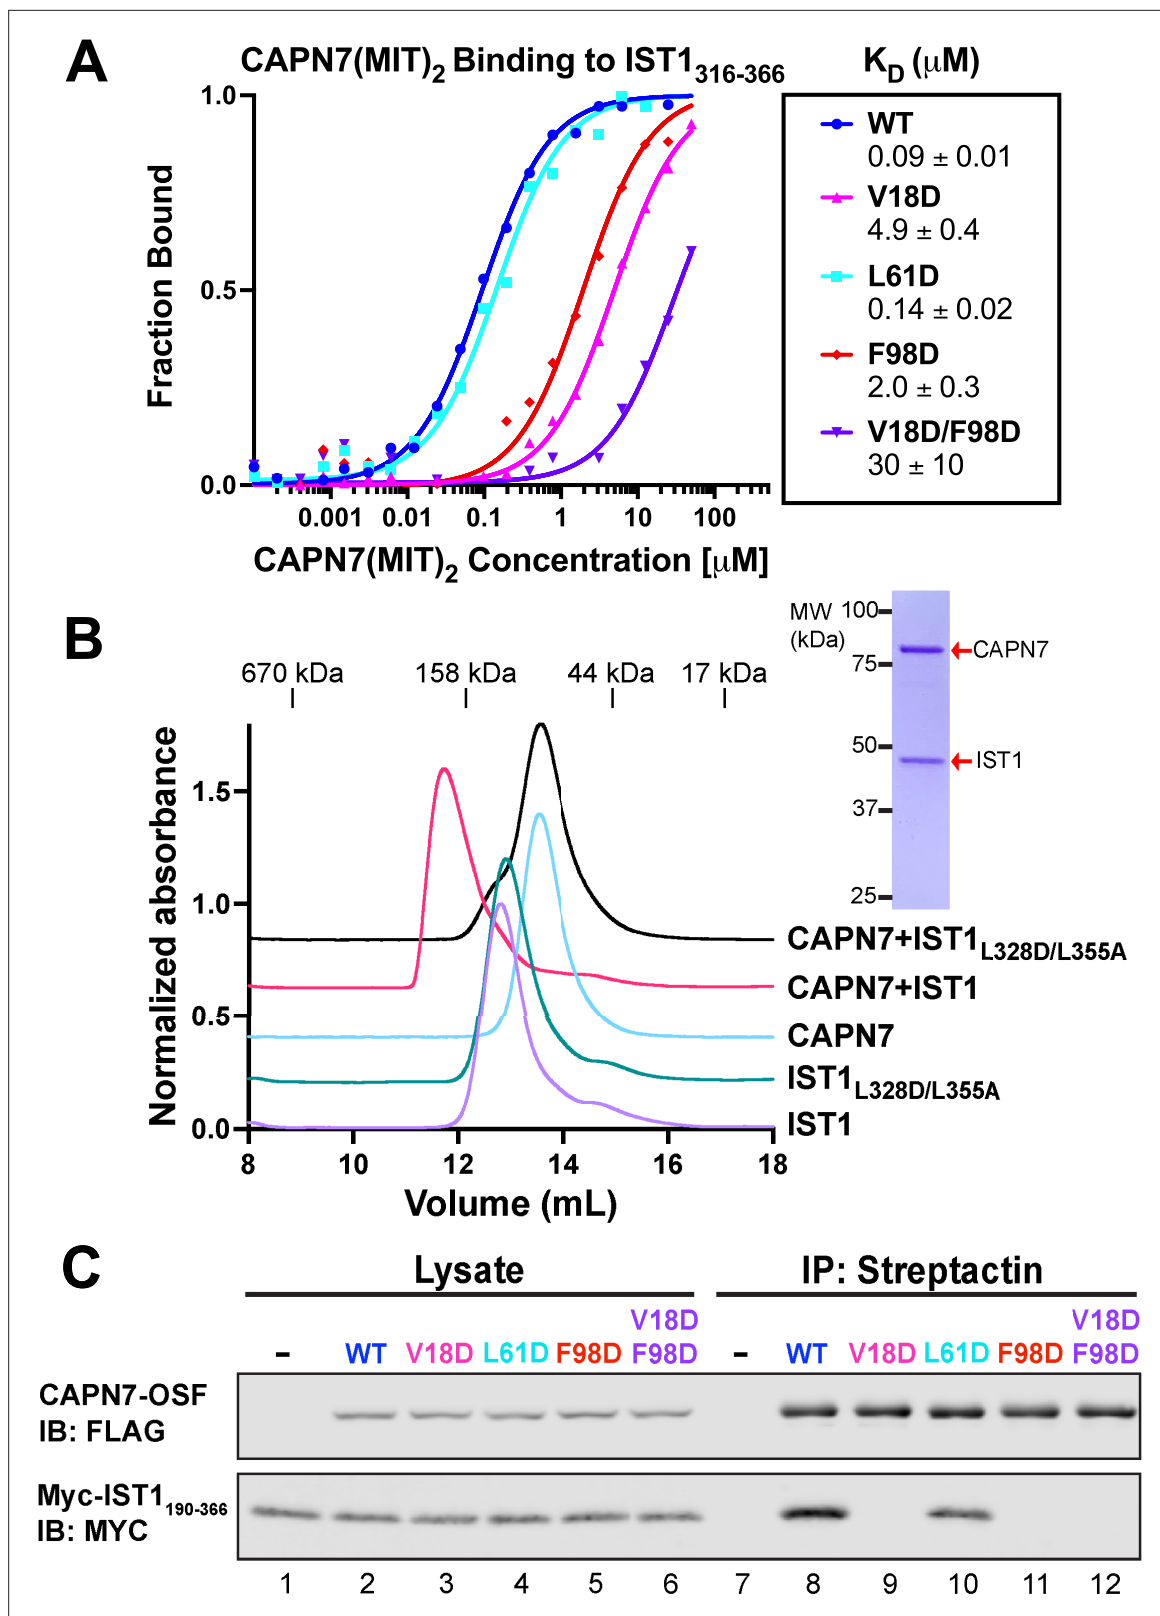 A
CAPN7(MIT)2 Binding to IST1316-366
KD (μM)
Fraction Bound
1.0
0.5
0.0
0.001 0.01 0.1 1 10 100
CAPN7(MIT)2 Concentration [μM]
WT
0.09 ± 0.01
V18D
4.9 ± 0.4
L61D
0.14 ± 0.02
F98D
2.0 ± 0.3
V18D/F98D
30 ± 10
B
670 kDa 158 kDa 44 kDa 17 kDa
Normalized absorbance
1.5
1.0
0.5
0.0
8 10 12 14 16 18
Volume (mL)
CAPN7+IST1L328D/L355A
CAPN7+IST1
CAPN7
IST1L328D/L355A
IST1
MW
(kDa)
100
75
50
37
25
CAPN7
IST1
C
Lysate IP: Streptactin
- WT V18D L61D F98D V18D F98D - WT V18D L61D F98D V18D F98D
CAPN7-OSF
IB: FLAG
Myc-IST1190-366
IB: MYC
1 2 3 4 5 6 7 8 9 10 11 12